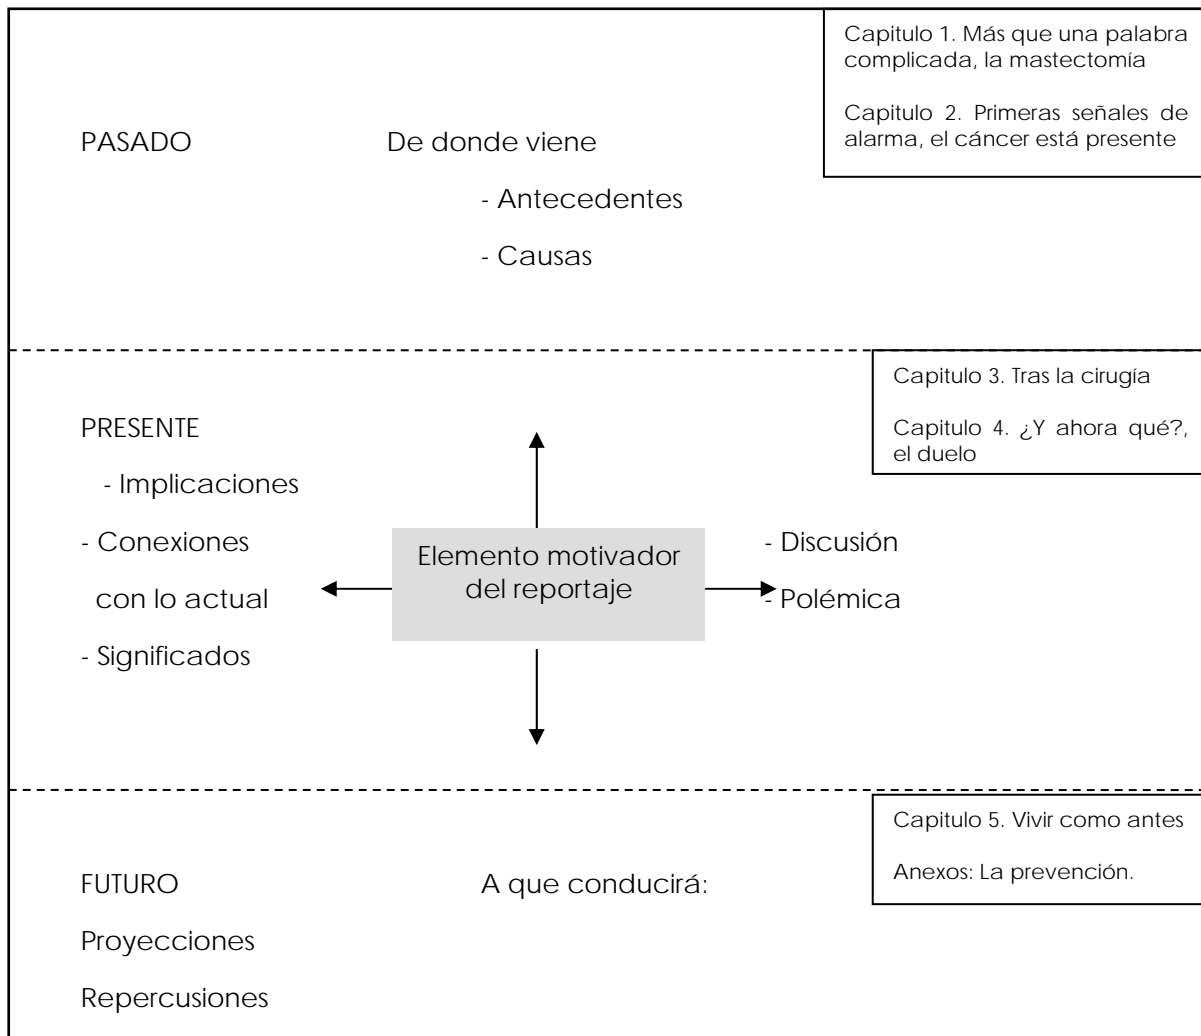 Capitulo 1. Más que una palabra
complicada, la mastectomía
Capitulo 2. Primeras señales de
alarma, el cáncer está presente
PASADO
De donde viene
- Antecedentes
- Causas
Capitulo 3. Tras la cirugía
Capitulo 4. ¿Y ahora qué?,
el duelo
PRESENTE
- Implicaciones
- Conexiones
con lo actual
- Significados
Elemento motivador
del reportaje
- Discusión
- Polémica
Capitulo 5. Vivir como antes
Anexos: La prevención.
FUTURO
A que conducirá:
Proyecciones
Repercusiones